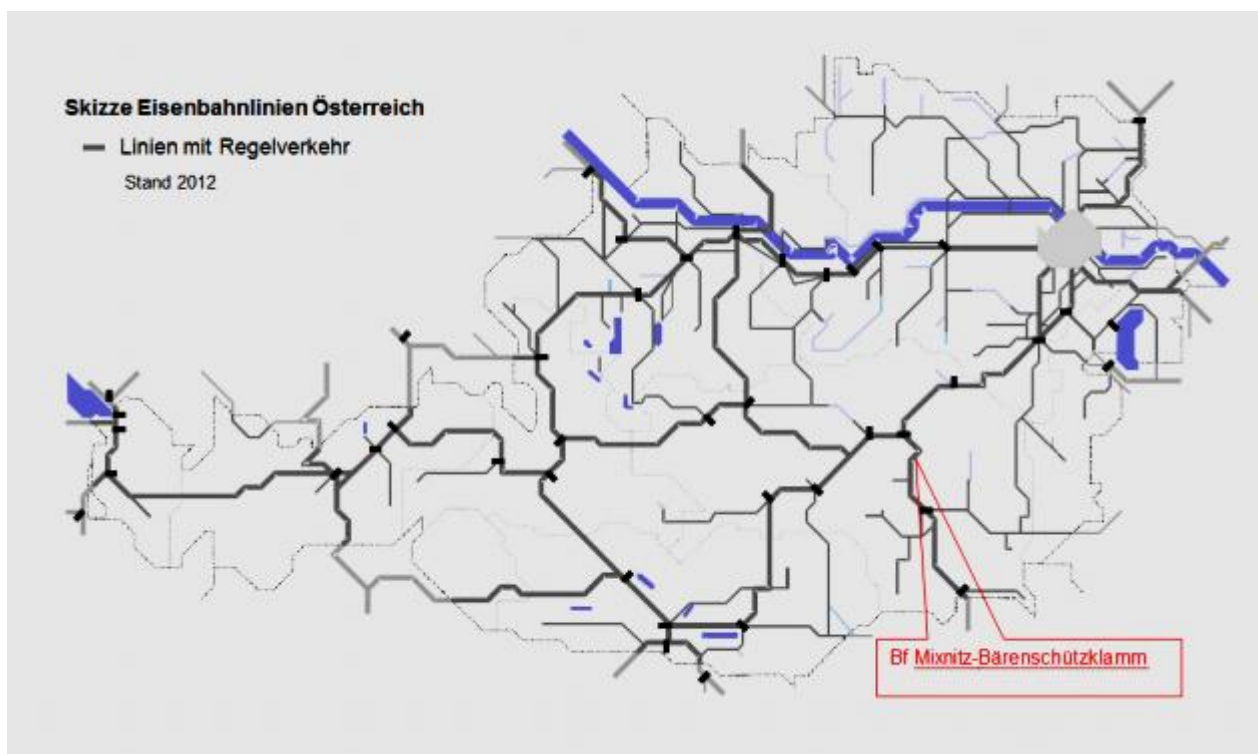 Skizze Eisenbahnlinien Österreich
Linien mit Regelverkehr
Stand 2012
Bf Mixnitz-Bärenschützklamm